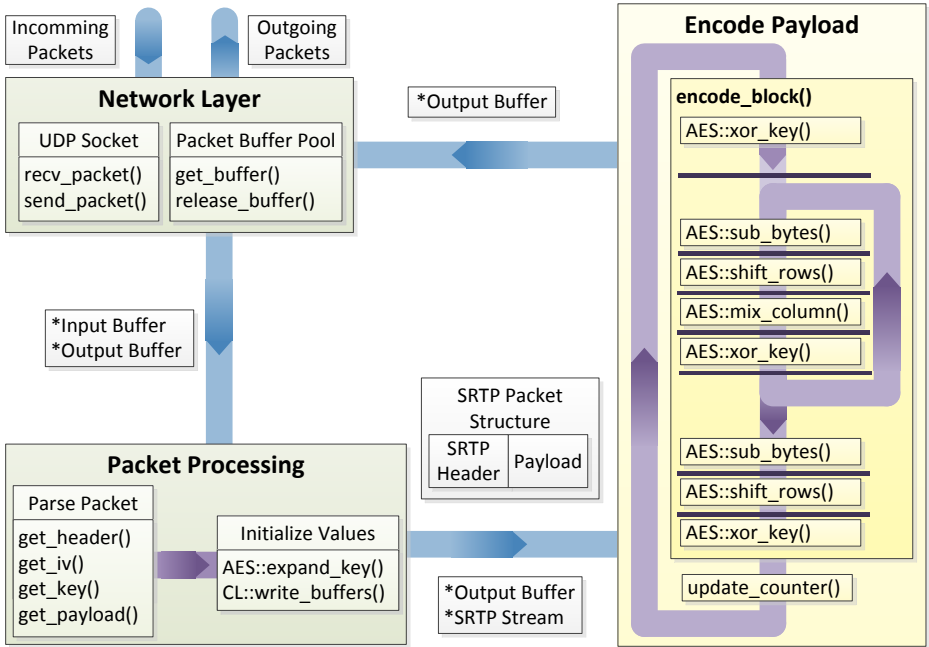 Incomming
Packets
Outgoing
Packets
Network Layer
UDP Socket
recv_packet()
send_packet()
Packet Buffer Pool
get_buffer()
release_buffer()
*Output Buffer
*Input Buffer
*Output Buffer
Packet Processing
Parse Packet
get_header()
get_iv()
get_key()
get_payload()
Initialize Values
AES::expand_key()
CL::write_buffers()
SRTP Packet
Structure
SRTP
Header
Payload
*Output Buffer
*SRTP Stream
Encode Payload
encode_block()
AES::xor_key()
AES::sub_bytes()
AES::shift_rows()
AES::mix_column()
AES::xor_key()
AES::sub_bytes()
AES::shift_rows()
AES::xor_key()
update_counter()